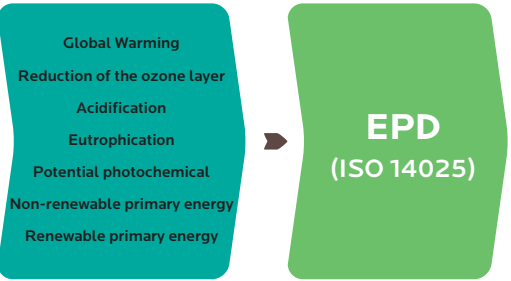 Global Warming
Reduction of the ozone layer
Acidification
Eutrophication
Potential photochemical
Non-renewable primary energy
Renewable primary energy
EPD
(ISO 14025)